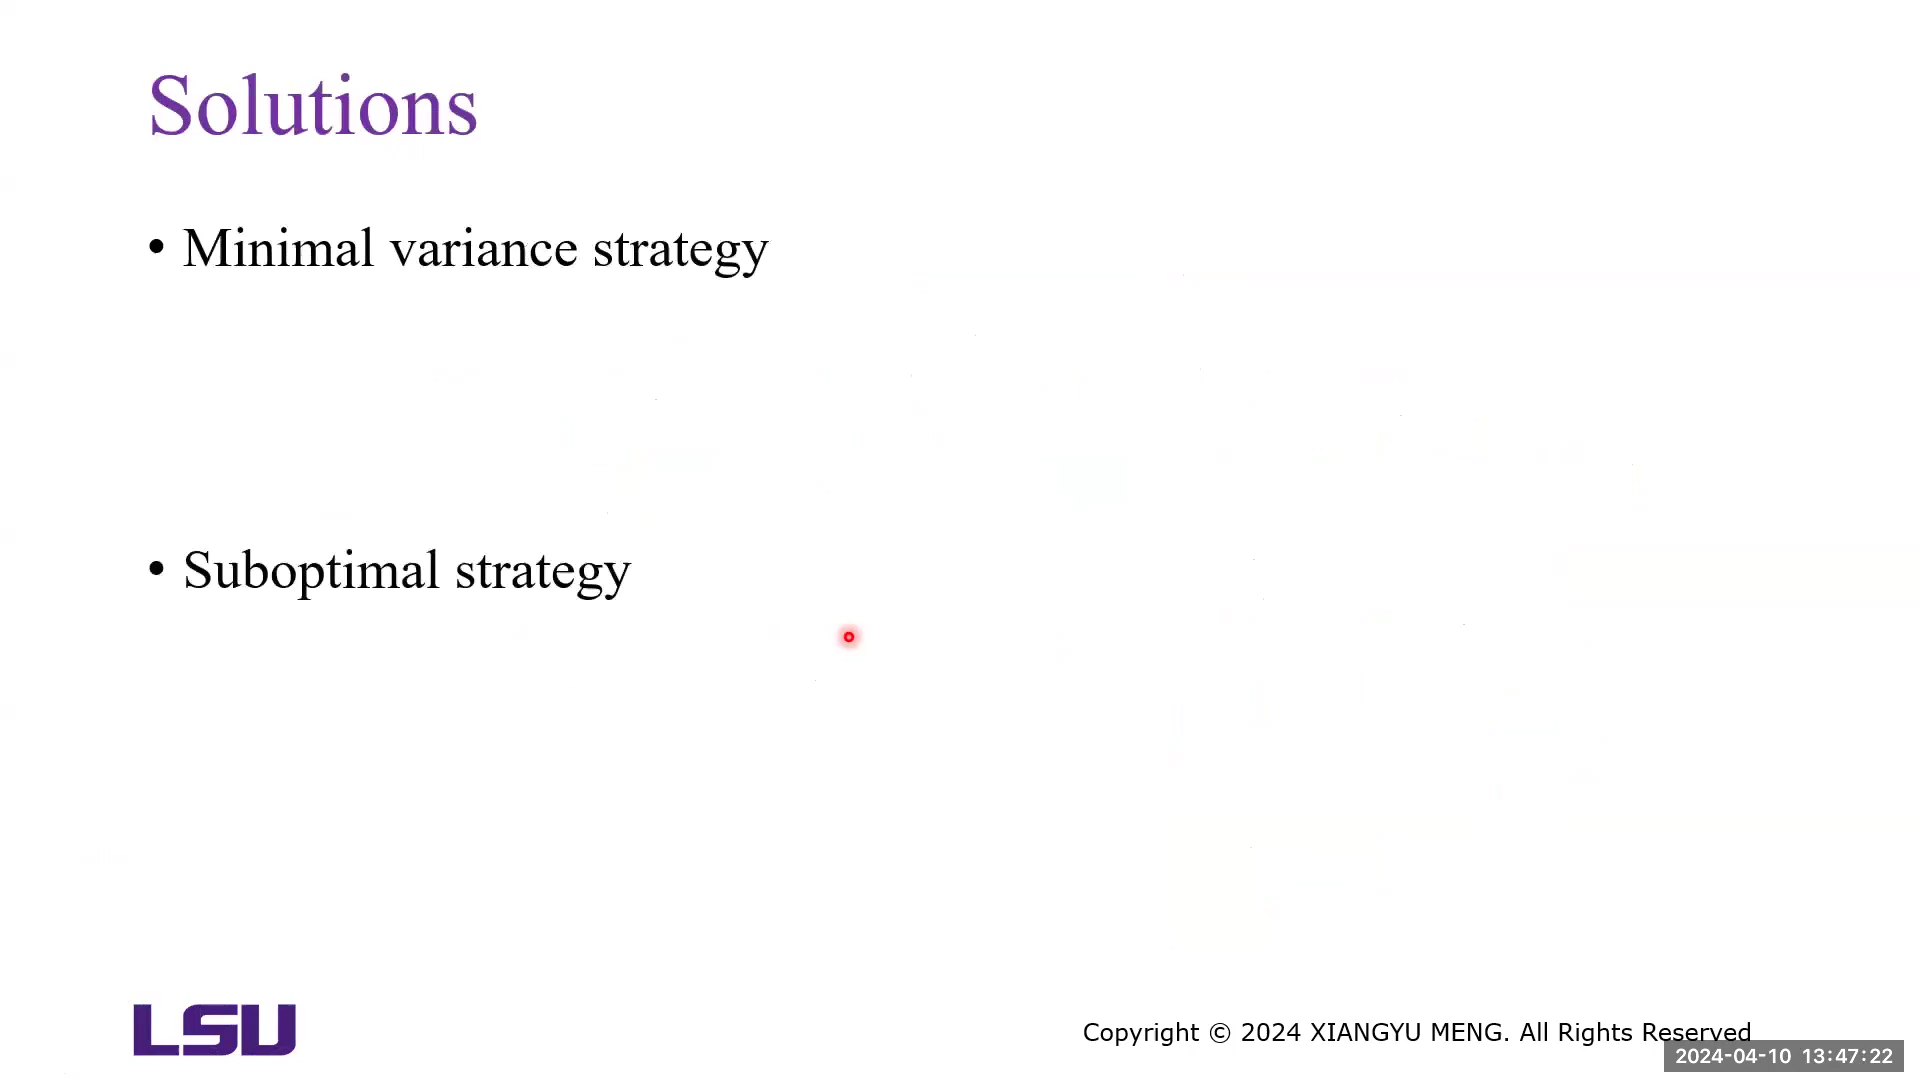 Solutions
• Minimal variance strategy
• Suboptimal strategy
LSU
Copyright © 2024 XIANGYU MENG. All Rights Reserved
2024-04-10 13:47:22